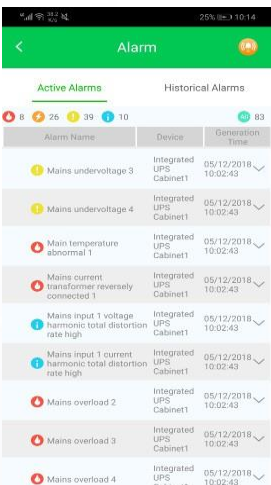 38.2 K/s 25% 10:14
Alarm
Active Alarms Historical Alarms
8 26 39 10 All 83
Alarm Name Device Generation Time
Mains undervoltage 3
Integrated UPS Cabinet1
05/12/2018 10:02:43
Mains undervoltage 4
Integrated UPS Cabinet1
05/12/2018 10:02:43
Main temperature
abnormal 1
Integrated UPS Cabinet1
05/12/2018 10:02:43
Mains current
transformer reversely
connected 1
Integrated UPS Cabinet1
05/12/2018 10:02:43
Mains input 1 voltage
harmonic total distortion
rate high
Integrated UPS Cabinet1
05/12/2018 10:02:43
Mains input 1 current
harmonic total distortion
rate high
Integrated UPS Cabinet1
05/12/2018 10:02:43
Mains overload 2
Integrated UPS Cabinet1
05/12/2018 10:02:43
Mains overload 3
Integrated UPS Cabinet1
05/12/2018 10:02:43
Mains overload 4
Integrated UPS
05/12/2018 10:02:43